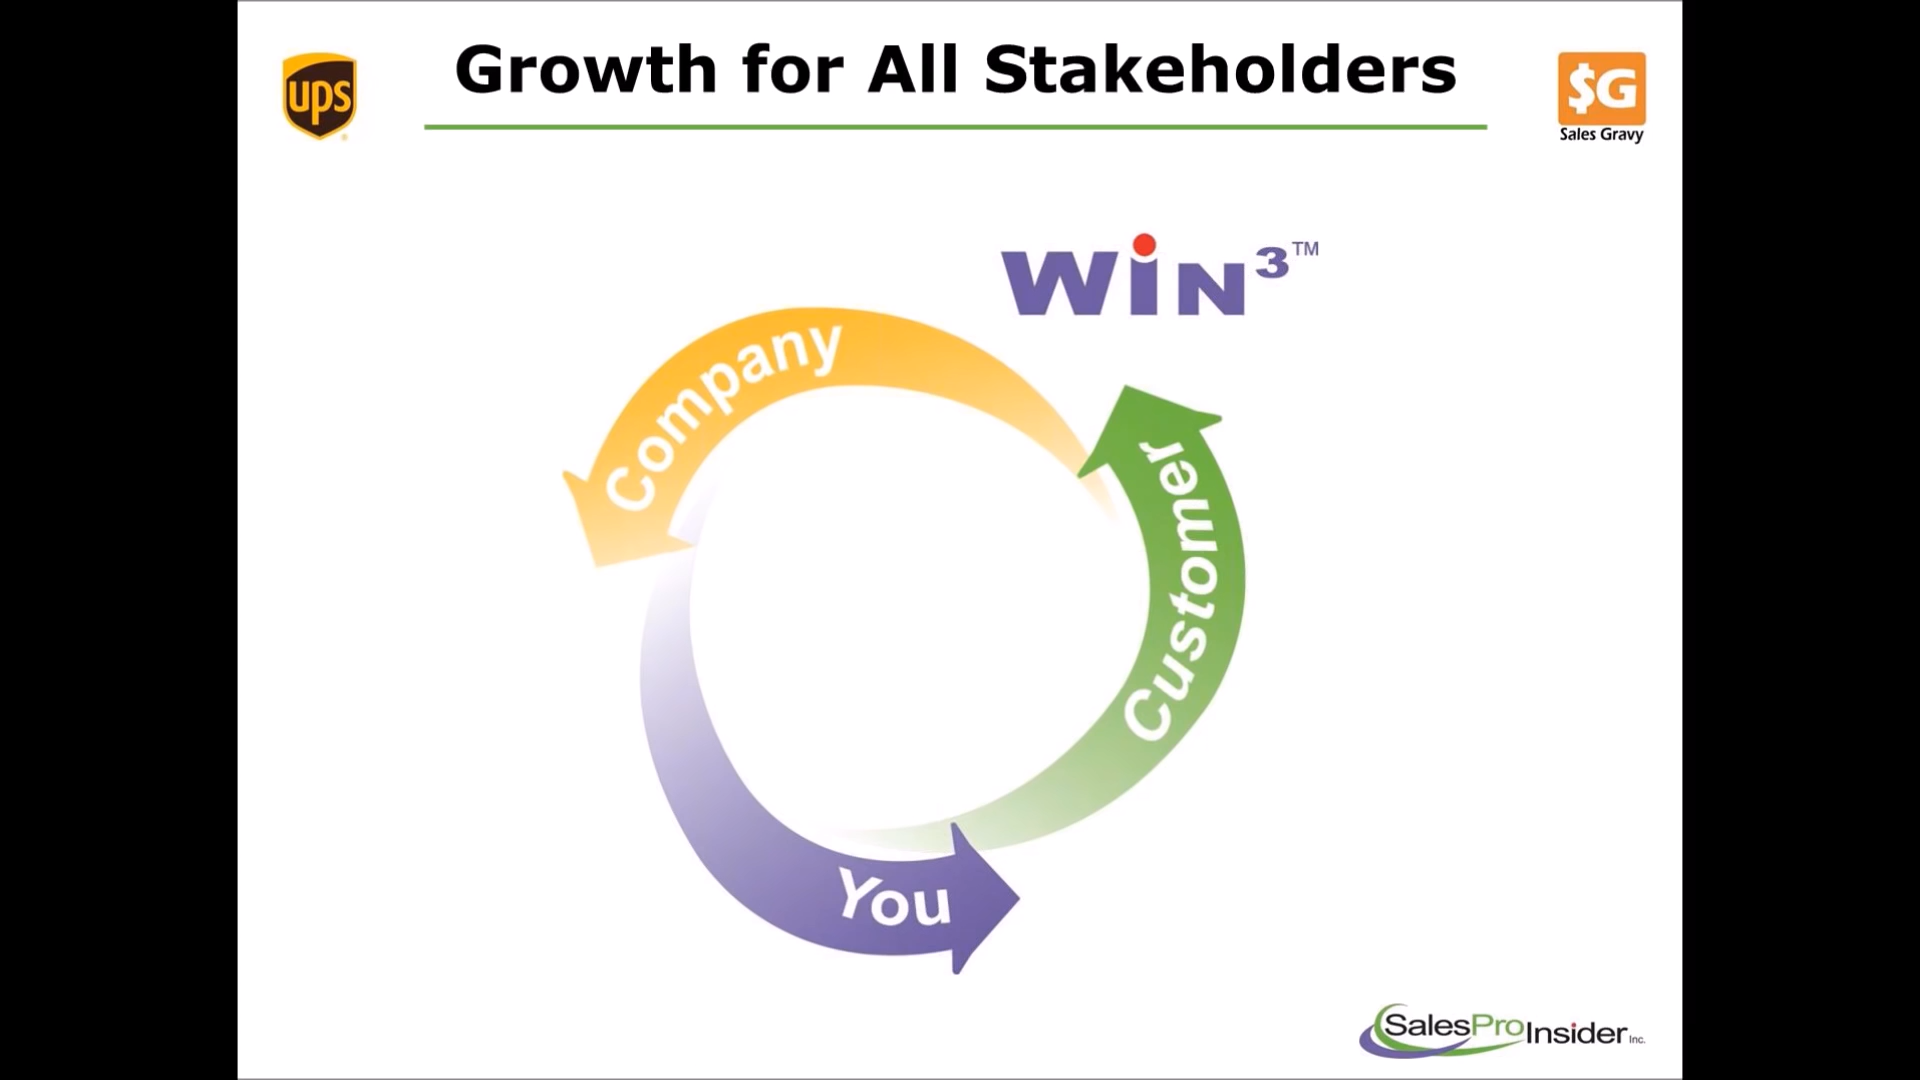 Growth for All Stakeholders
ups
$G
Sales Gravy
WiN³™
Company
Customer
You
SalesProInsider Inc.